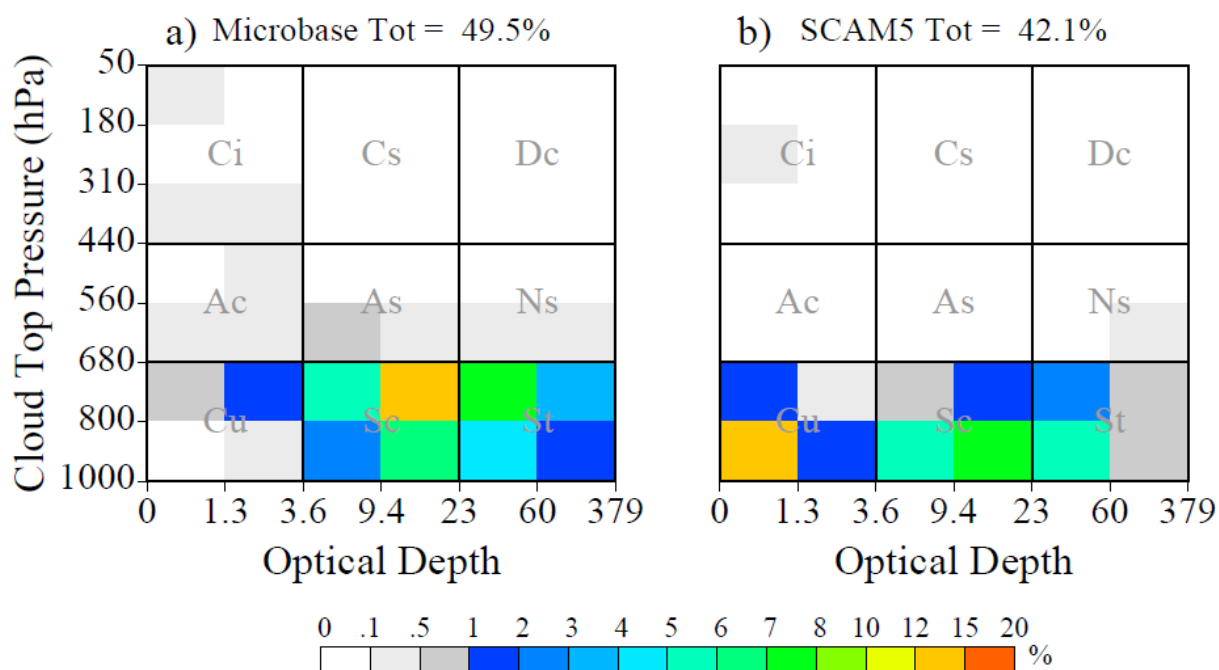 a) Microbase Tot = 49.5%
b) SCAM5 Tot = 42.1%
Cloud Top Pressure (hPa)
50
180
310
440
560
680
800
1000
Ci Cs Dc
Ac As Ns
Cu Sc St
0 1.3 3.6 9.4 23 60 379
Optical Depth
Ci Cs Dc
Ac As Ns
Cu Sc St
0 1.3 3.6 9.4 23 60 379
Optical Depth
0 .1 .5 1 2 3 4 5 6 7 8 10 12 15 20
%